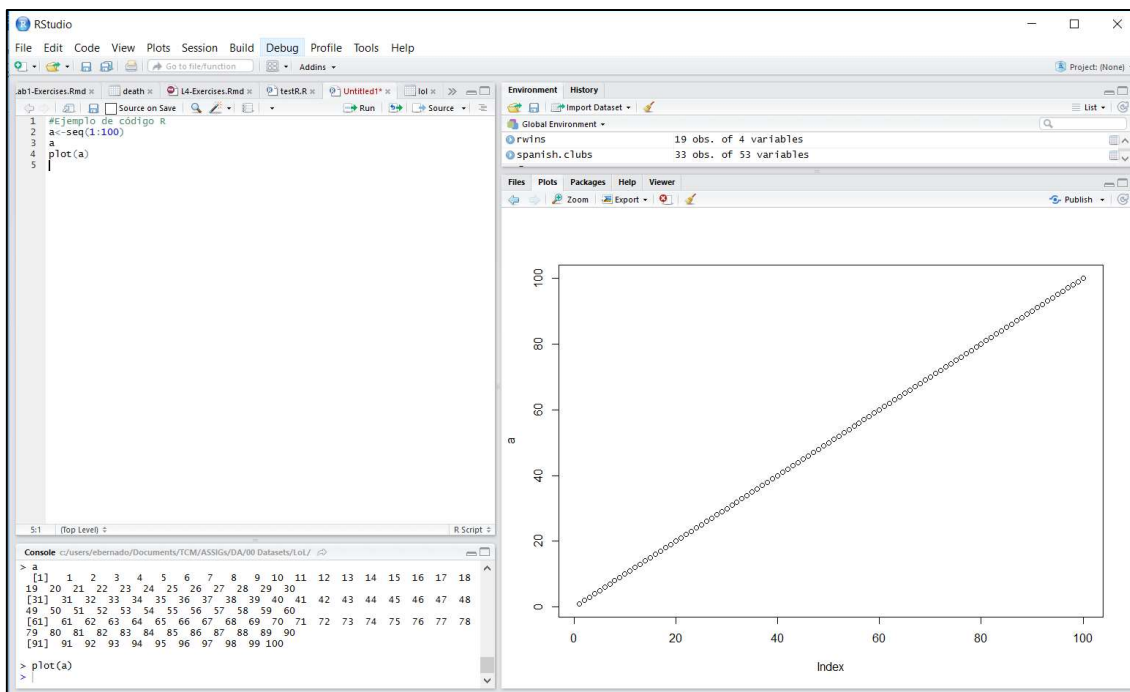 RStudio
File Edit Code View Plots Session Build Debug Profile Tools Help
Go to file/function Addins
Project: (None)
.ab1-Exercises.Rmd death L4-Exercises.Rmd testR.R Untitled1* lol
Source on Save Run Source
1 #Ejemplo de código R
2 a<-seq(1:100)
3 a
4 plot(a)
5
5:1 (Top Level) R Script
Console c:/users/ebernado/Documents/TCM/ASSIGs/DA/00 Datasets/LoL/
> a
[1] 1 2 3 4 5 6 7 8 9 10 11 12 13 14 15 16 17 18
19 20 21 22 23 24 25 26 27 28 29 30
[31] 31 32 33 34 35 36 37 38 39 40 41 42 43 44 45 46 47 48
49 50 51 52 53 54 55 56 57 58 59 60
[61] 61 62 63 64 65 66 67 68 69 70 71 72 73 74 75 76 77 78
79 80 81 82 83 84 85 86 87 88 89 90
[91] 91 92 93 94 95 96 97 98 99 100
> plot(a)
>
Environment History
Import Dataset List
Global Environment
rwins 19 obs. of 4 variables
spanish.clubs 33 obs. of 53 variables
Files Plots Packages Help Viewer
Zoom Export Publish
100
80
60
40
20
0
a
0 20 40 60 80 100
Index